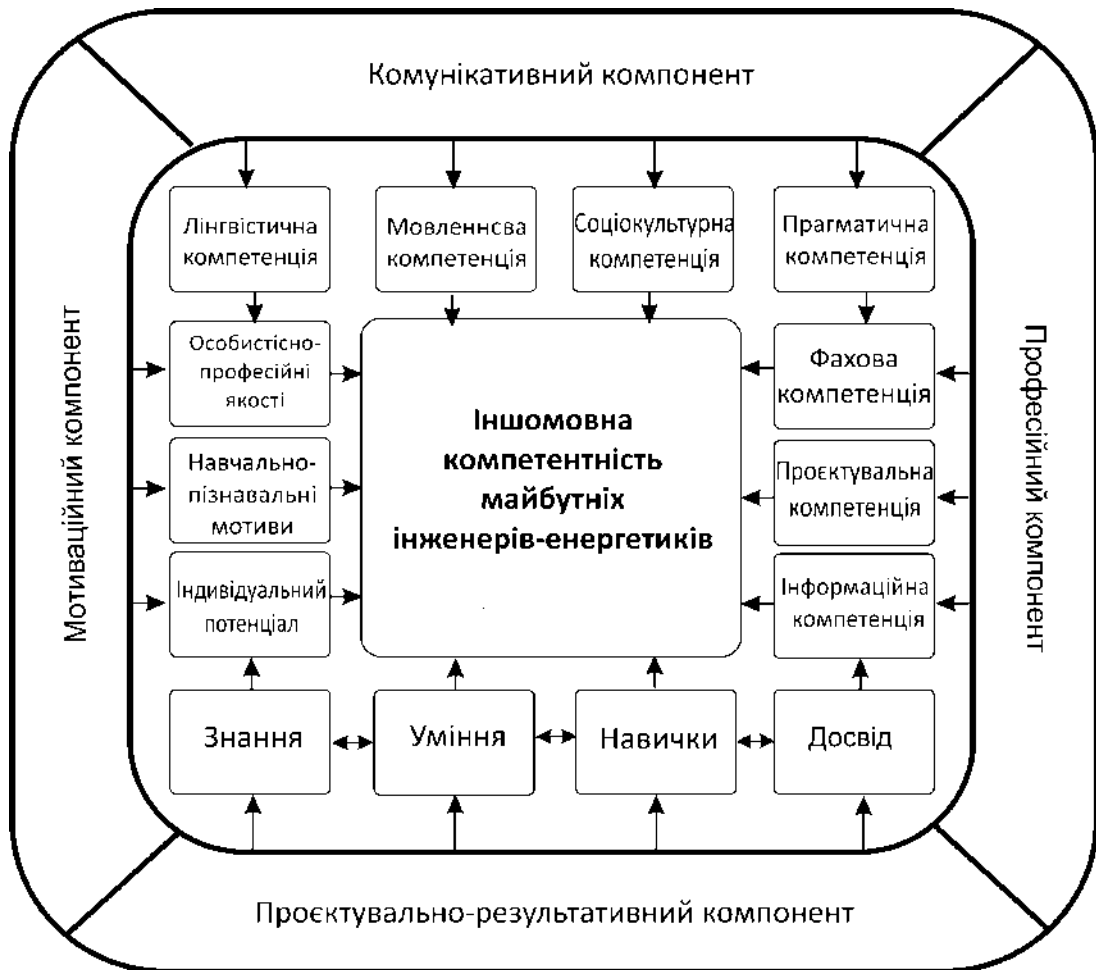 Комунікативний компонент
Лінгвістична
компетенція
Мовленнєва
компетенція
Соціокультурна
компетенція
Прагматична
компетенція
Мотиваційний компонент
Особистісно-
професійні
якості
Навчально-
пізнавальні
мотиви
Індивідуальний
потенціал
Іншомовна
компетентність
майбутніх
інженерів-енергетиків
Фахова
компетенція
Проєктувальна
компетенція
Інформаційна
компетенція
Професійний компонент
Знання
Уміння
Навички
Досвід
Проєктувально-результативний компонент